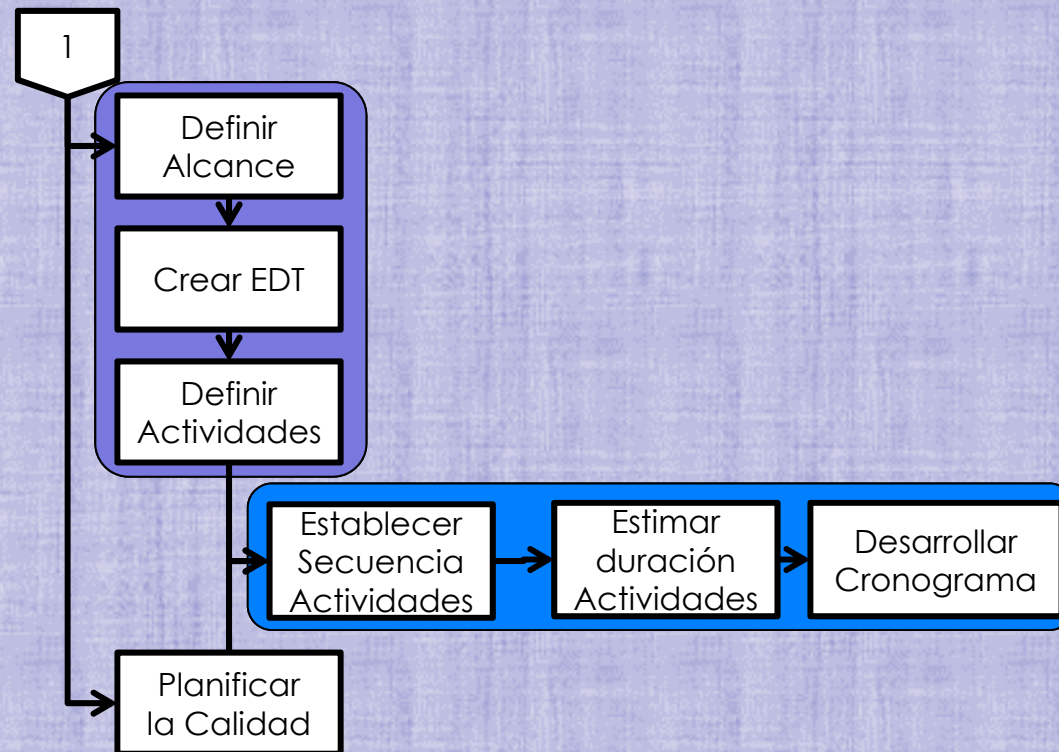 1
Definir
Alcance
Crear EDT
Definir
Actividades
Establecer
Secuencia
Actividades
Estimar
duración
Actividades
Desarrollar
Cronograma
Planificar
la Calidad